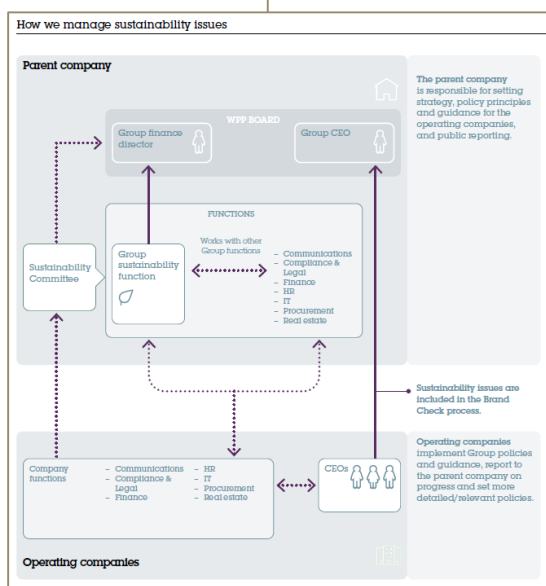 How we manage sustainability issues
Parent company
The parent company
is responsible for setting
strategy, policy principles
and guidance for the
operating companies,
and public reporting.
WPP BOARD
Group finance
director
Group CEO
FUNCTIONS
Works with other
Group functions
Sustainability
Committee
Group
sustainability
function
– Communications
– Compliance &
Legal
– Finance
– HR
– IT
– Procurement
– Real estate
Sustainability issues are
included in the Brand
Check process.
Company
functions
– Communications
– Compliance &
Legal
– Finance
– HR
– IT
– Procurement
– Real estate
CEOs
Operating companies
implement Group policies
and guidance, report to
the parent company on
progress and set more
detailed/relevant policies.
Operating companies